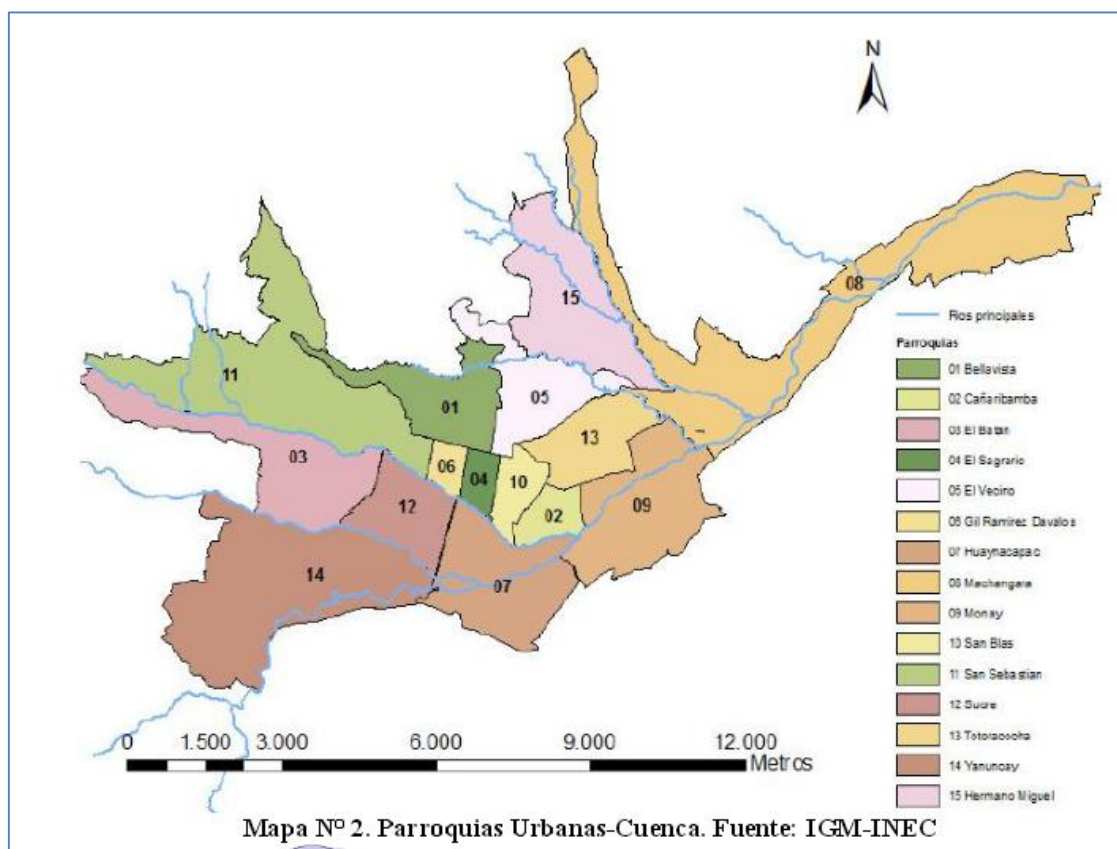 N
15
08
11
01
05
13
03
06
04
10
12
02
09
14
07
Rios principales
Parroquias
01 Bellavista
02 Cañaribamba
03 El Batan
04 El Sagrario
05 El Vecino
06 Gil Ramirez Davalos
07 Huaynacapac
08 Machangara
09 Monay
10 San Blas
11 San Sebastian
12 Sucre
13 Totoracocha
14 Yanuncay
15 Hermano Miguel
0 1.500 3.000 6.000 9.000 12.000
Metros
Mapa Nº 2. Parroquias Urbanas-Cuenca. Fuente: IGM-INEC